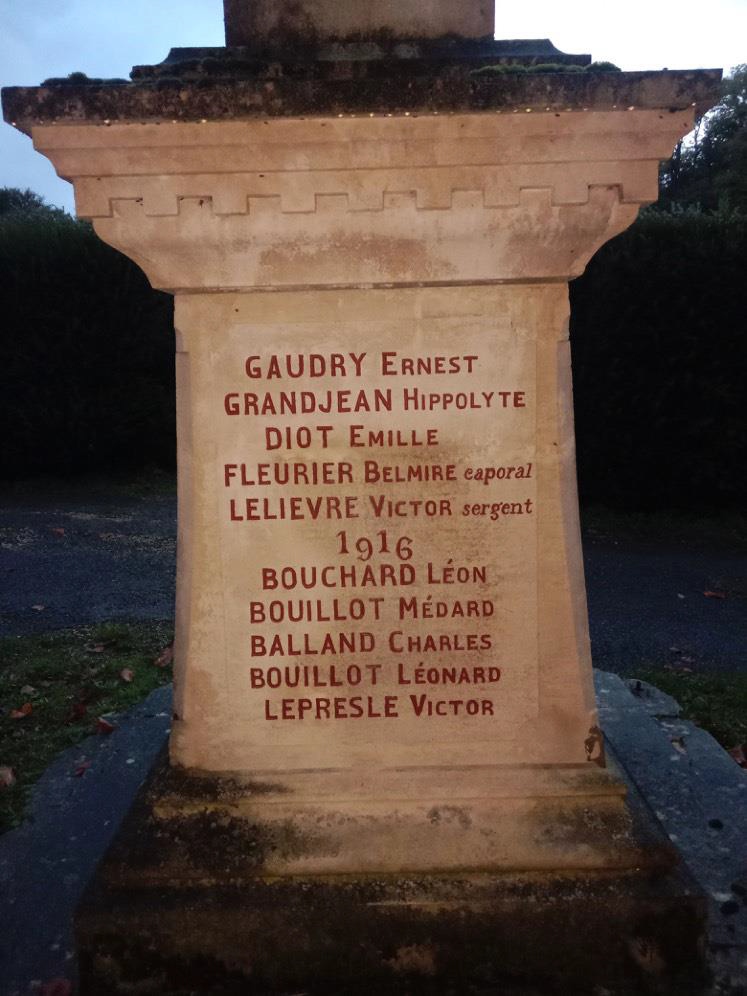 GAUDRY ERNEST
GRANDJEAN HIPPOLYTE
DIOT EMILLE
FLEURIER BELMIRE caporal
LELIEVRE VICTOR sergent
1916
BOUCHARD LÉON
BOUILLOT MÉDARD
BALLAND CHARLES
BOUILLOT LÉONARD
LEPRESLE VICTOR